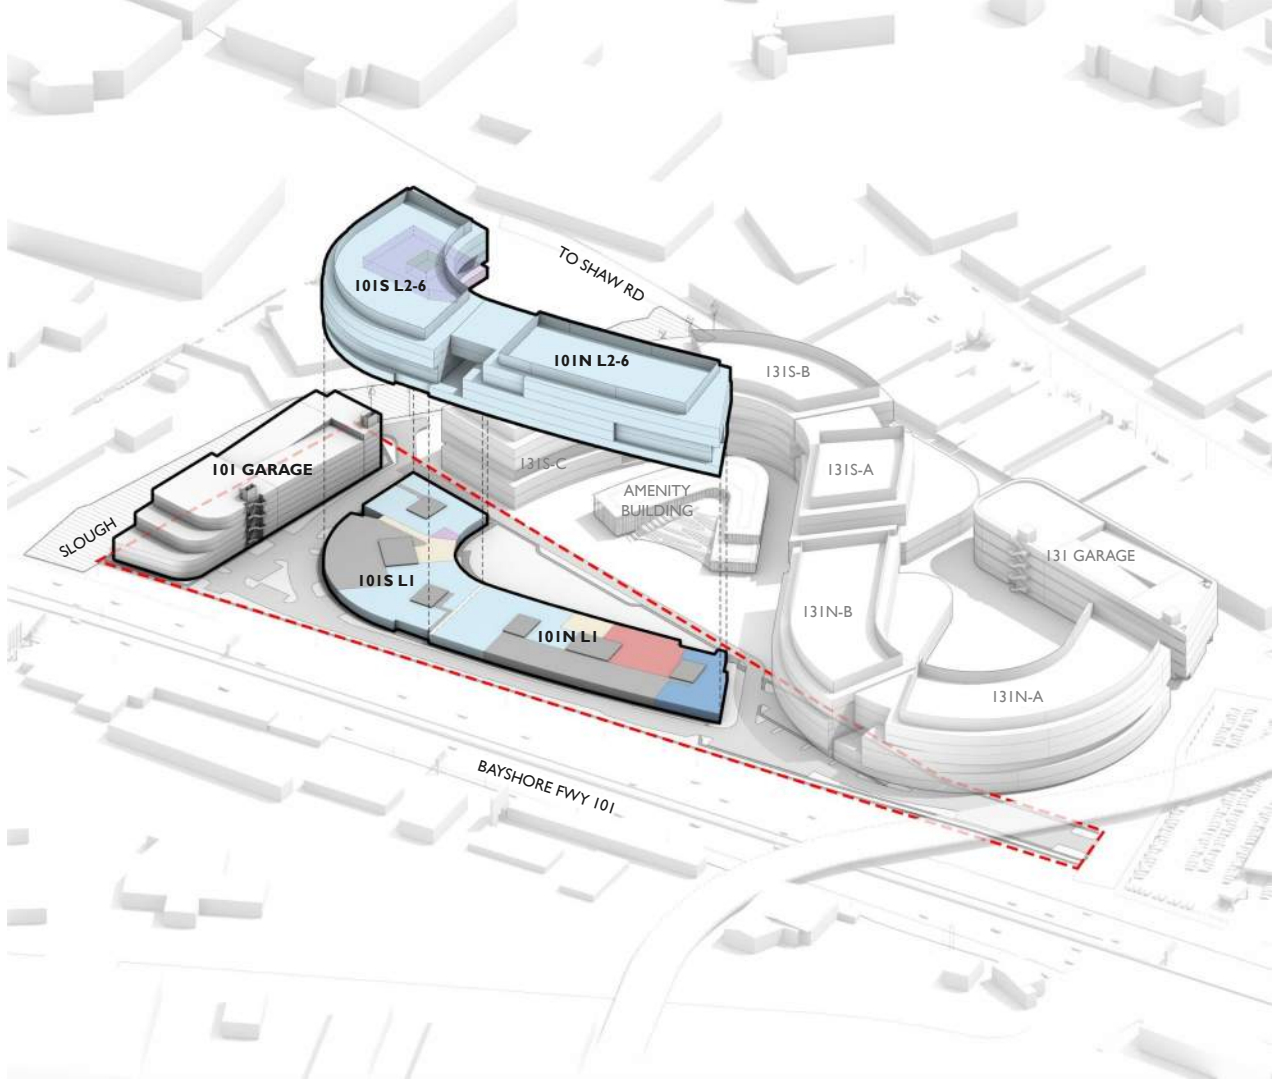 TO SHAW RD
101S L2-6
101N L2-6
131S-B
101 GARAGE
131S-C
131S-A
AMENITY
BUILDING
SLOUGH
131 GARAGE
101S L1
101N L1
131N-B
131N-A
BAYSHORE FWY 101